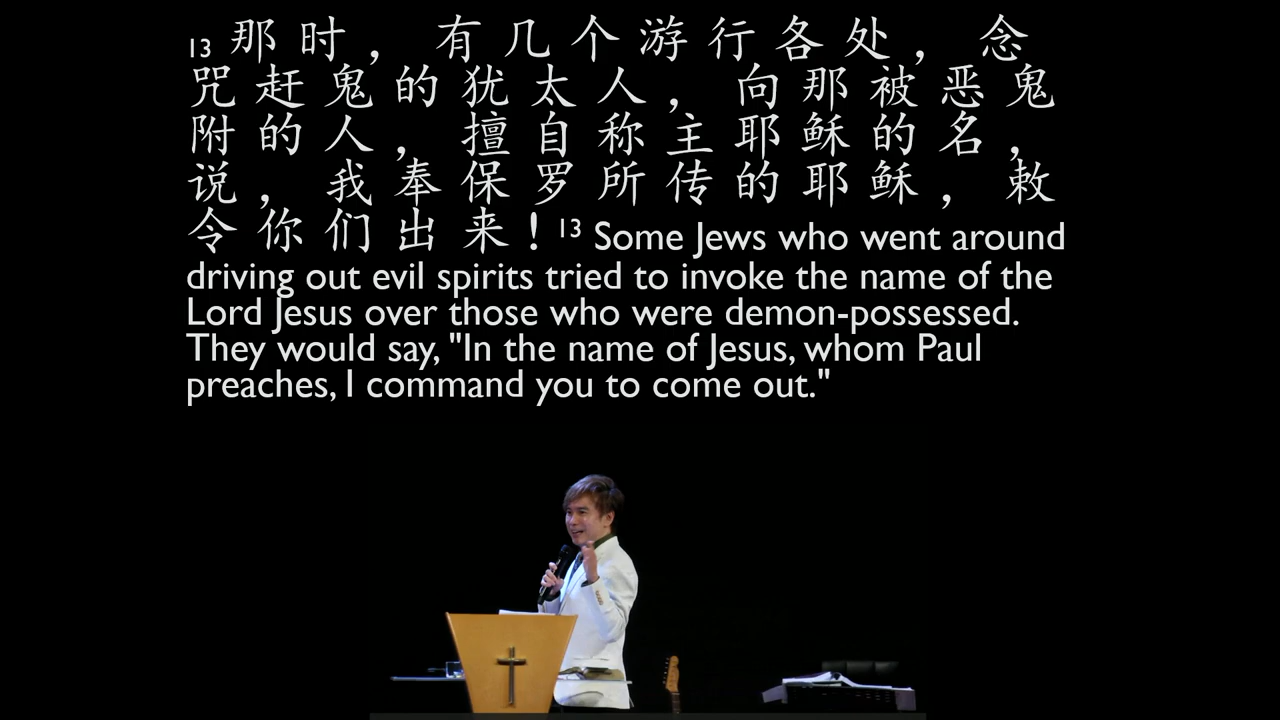 13 那时，有几个游行各处，念
咒赶鬼的犹太人，向那被恶鬼
附的人，擅自称主耶稣的名，
说，我奉保罗所传的耶稣，敕
令你们出来！13 Some Jews who went around
driving out evil spirits tried to invoke the name of the
Lord Jesus over those who were demon-possessed.
They would say, "In the name of Jesus, whom Paul
preaches, I command you to come out."